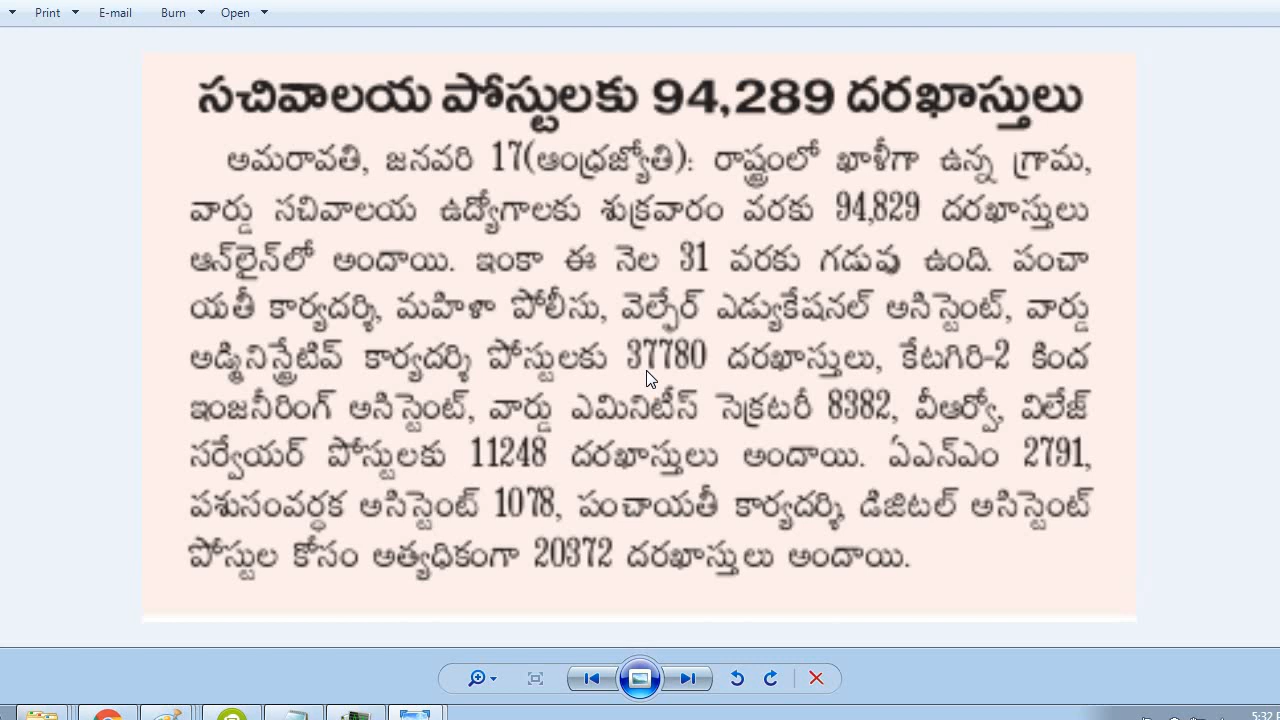 Print
E-mail
Burn
Open
సచివాలయ పోస్టులకు 94,289 దరఖాస్తులు
అమరావతి, జనవరి 17(ఆంధ్రజ్యోతి): రాష్ట్రంలో ఖాళీగా ఉన్న గ్రామ,
వార్డు సచివాలయ ఉద్యోగాలకు శుక్రవారం వరకు 94,829 దరఖాస్తులు
ఆన్‌లైన్‌లో అందాయి. ఇంకా ఈ నెల 31 వరకు గడువు ఉంది. పంచా
యతీ కార్యదర్శి, మహిళా పోలీసు, వెల్ఫేర్ ఎడ్యుకేషనల్ అసిస్టెంట్, వార్డు
అడ్మినిస్ట్రేటివ్ కార్యదర్శి పోస్టులకు 37780 దరఖాస్తులు, కేటగిరి-2 కింద
ఇంజనీరింగ్ అసిస్టెంట్, వార్డు ఎమినిటీస్ సెక్రటరీ 8382, వీఆర్వో, విలేజ్
సర్వేయర్ పోస్టులకు 11248 దరఖాస్తులు అందాయి. ఏఎన్ఎం 2791,
పశుసంవర్థక అసిస్టెంట్ 1078, పంచాయతీ కార్యదర్శి డిజిటల్ అసిస్టెంట్
పోస్టుల కోసం అత్యధికంగా 20372 దరఖాస్తులు అందాయి.